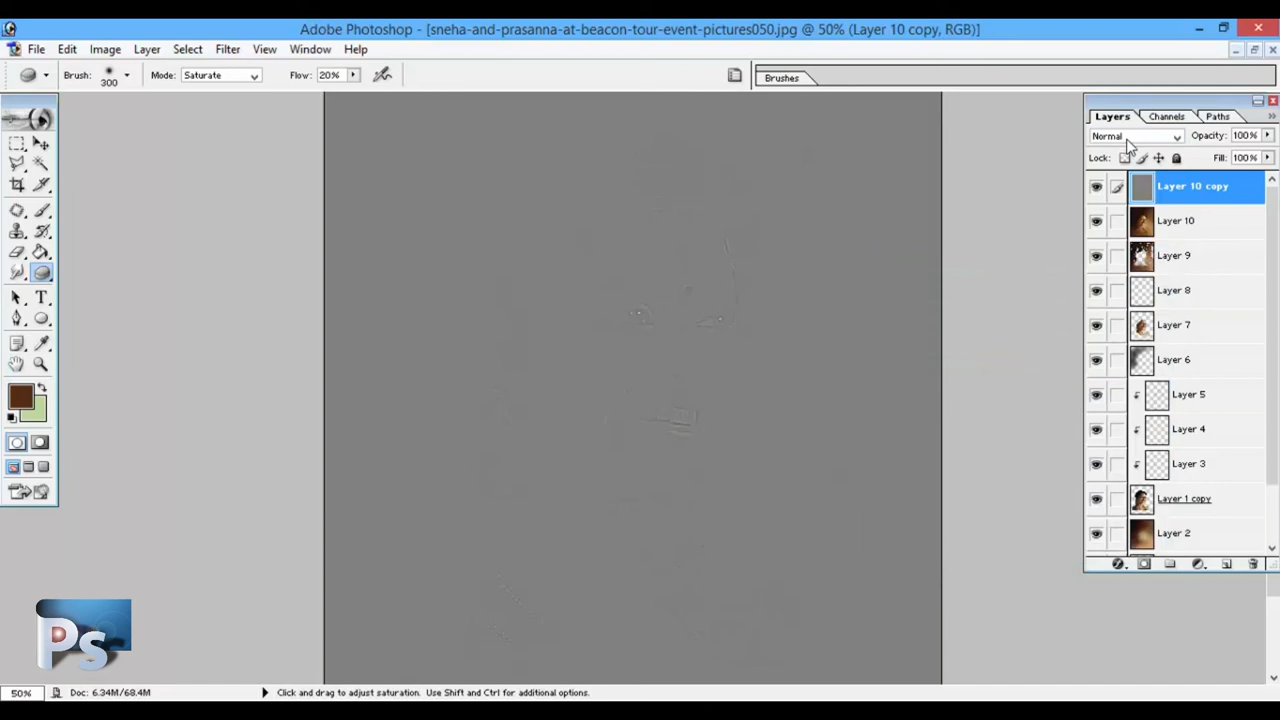 Adobe Photoshop - [sneha-and-prasanna-at-beacon-tour-event-pictures050.jpg @ 50% (Layer 10 copy, RGB)]
File Edit Image Layer Select Filter View Window Help
Brush: 300 Mode: Saturate Flow: 20% Brushes
Layers Channels Paths
Normal Opacity: 100%
Lock: Fill: 100%
Layer 10 copy
Layer 10
Layer 9
Layer 8
Layer 7
Layer 6
Layer 5
Layer 4
Layer 3
Layer 1 copy
Layer 2
Ps
50% Doc: 6.34M/68.4M Click and drag to adjust saturation. Use Shift and Ctrl for additional options.